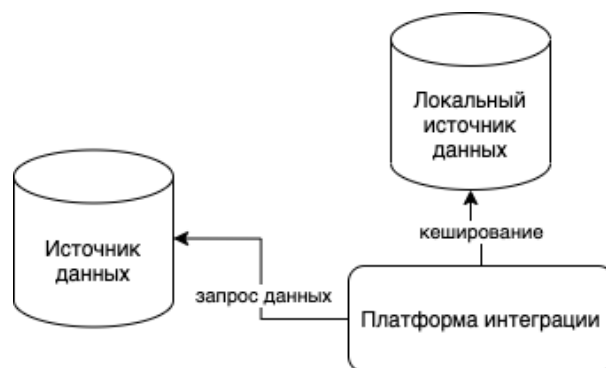 Локальный
источник
данных
Источник
данных
кеширование
запрос данных
Платформа интеграции